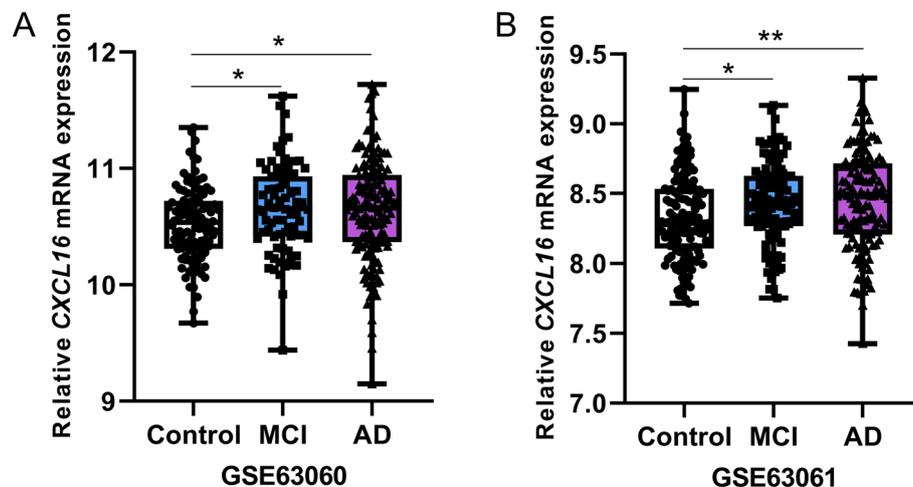 A
Relative CXCL16 mRNA expression
12
11
10
9
*
*
Control MCI AD
GSE63060
B
Relative CXCL16 mRNA expression
9.5
9.0
8.5
8.0
7.5
7.0
**
*
Control MCI AD
GSE63061